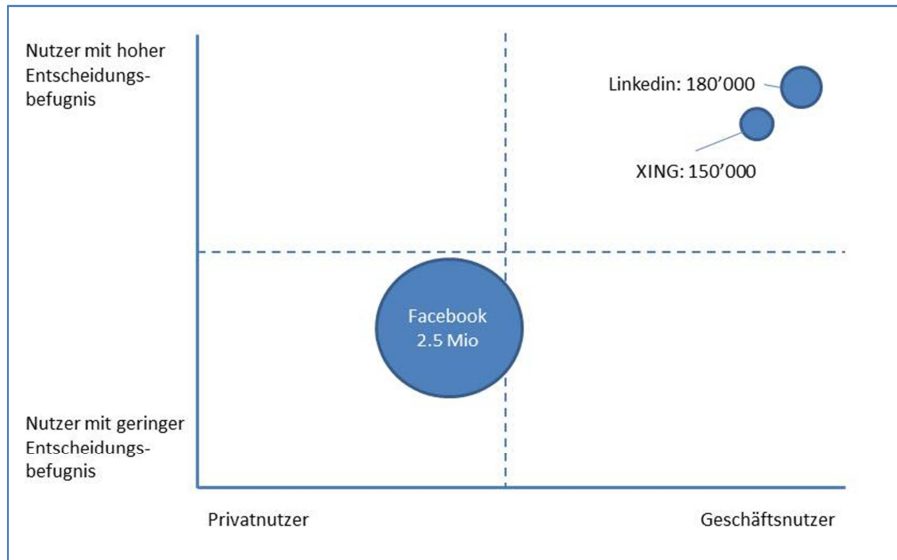 Nutzer mit hoher
Entscheidungs-
befugnis
Linkedin: 180’000
XING: 150’000
Facebook
2.5 Mio
Nutzer mit geringer
Entscheidungs-
befugnis
Privatnutzer
Geschäftsnutzer